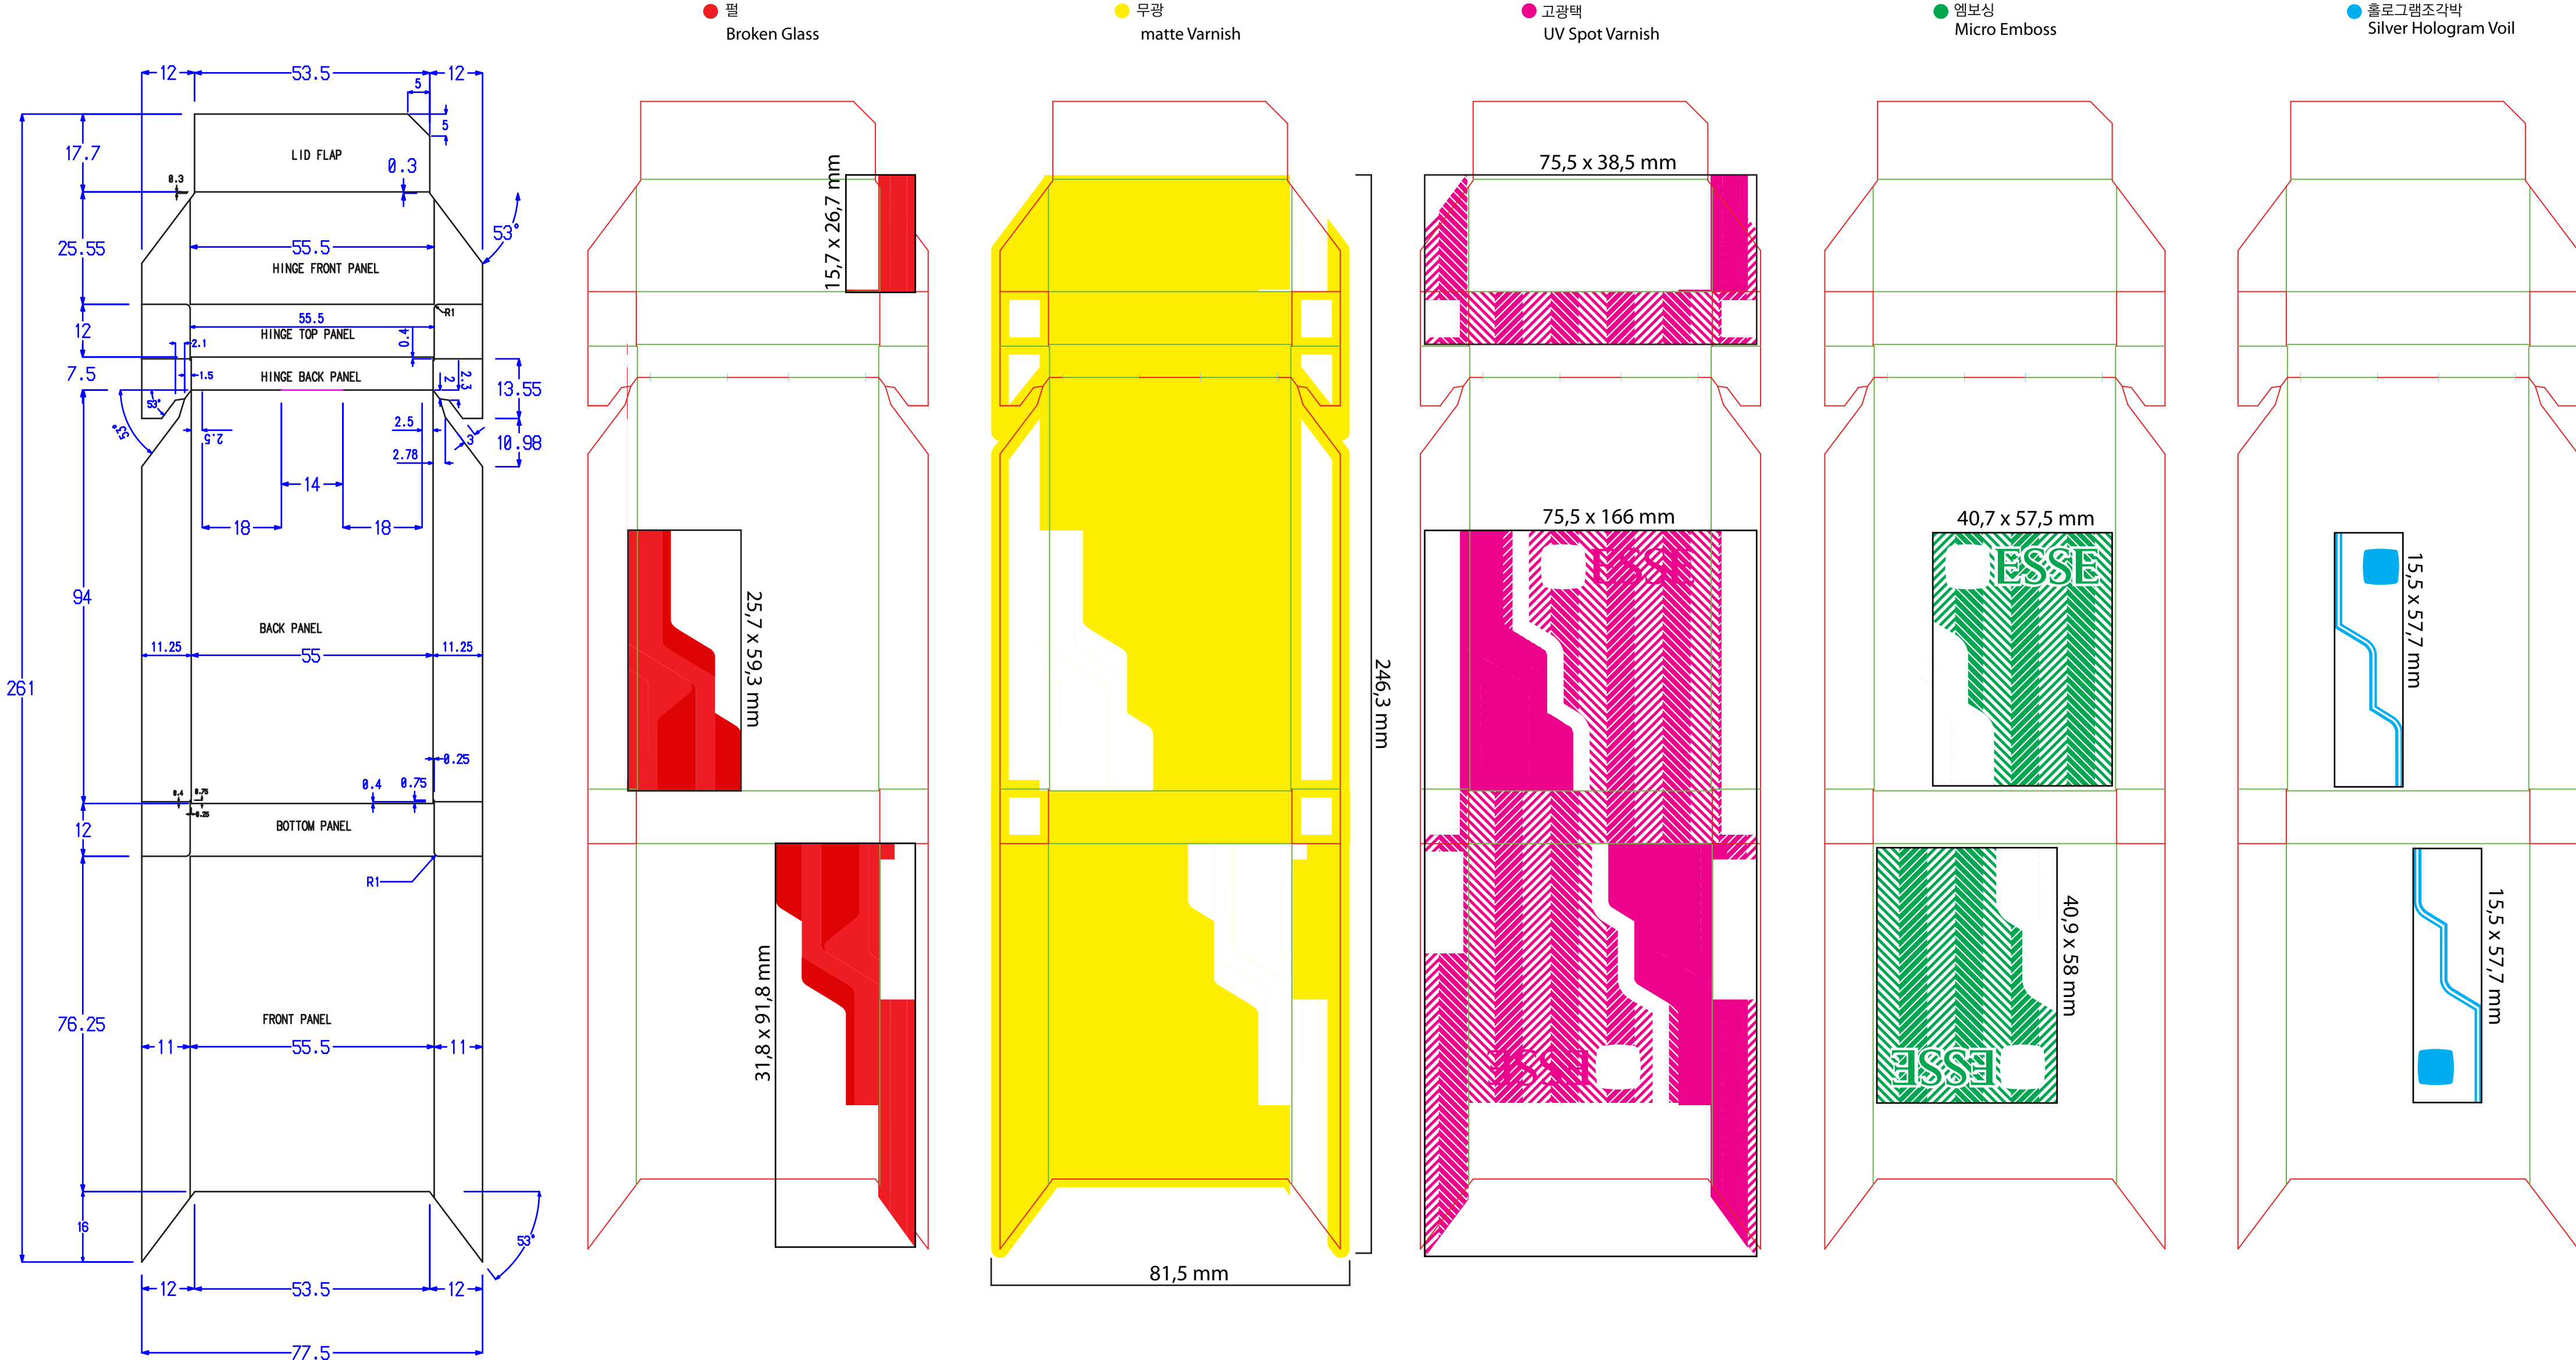 펄
Broken Glass
무광
matte Varnish
고광택
UV Spot Varnish
엠보싱
Micro Emboss
홀로그램조각박
Silver Hologram Voil
12
53.5
12
5
5
17.7
LID FLAP
0.3
0.3
53°
25.55
55.5
HINGE FRONT PANEL
R1
12
55.5
HINGE TOP PANEL
0.4
2.1
7.5
1.5
HINGE BACK PANEL
2
2.3
13.55
53°
53°
2.5
2.5
3
10.98
2.78
14
18
18
94
BACK PANEL
11.25
55
11.25
261
0.25
0.4
0.75
0.4
0.75
0.25
12
BOTTOM PANEL
R1
76.25
FRONT PANEL
11
55.5
11
16
53°
12
53.5
12
77.5
15,7 x 26,7 mm
25,7 x 59,3 mm
31,8 x 91,8 mm
246,3 mm
81,5 mm
75,5 x 38,5 mm
75,5 x 166 mm
ESSE
ESSE
40,7 x 57,5 mm
ESSE
40,9 x 58 mm
ESSE
15,5 x 57,7 mm
15,5 x 57,7 mm